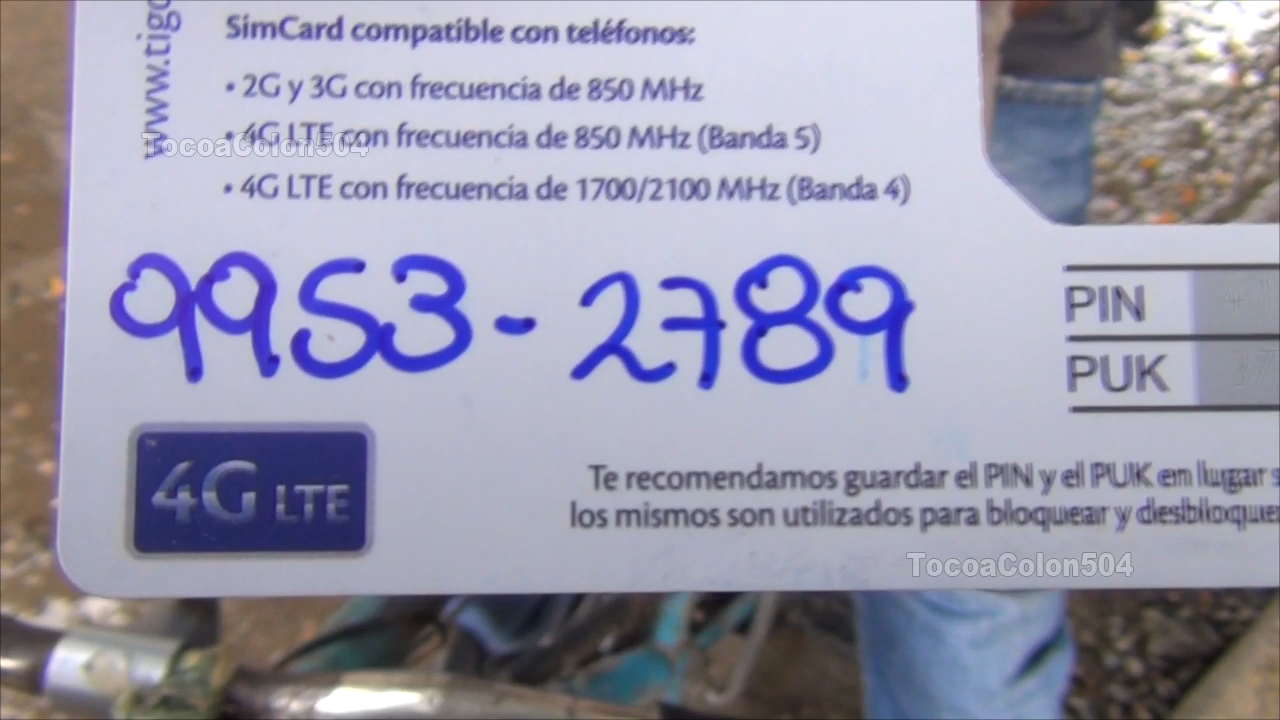 www.tigo
SimCard compatible con teléfonos:
• 2G y 3G con frecuencia de 850 MHz
• 4G LTE con frecuencia de 850 MHz (Banda 5)
TocoaColon504
• 4G LTE con frecuencia de 1700/2100 MHz (Banda 4)
9953-2789
PIN
PUK
4G LTE
Te recomendamos guardar el PIN y el PUK en lugar
los mismos son utilizados para bloquear y desbloque
TocoaColon504